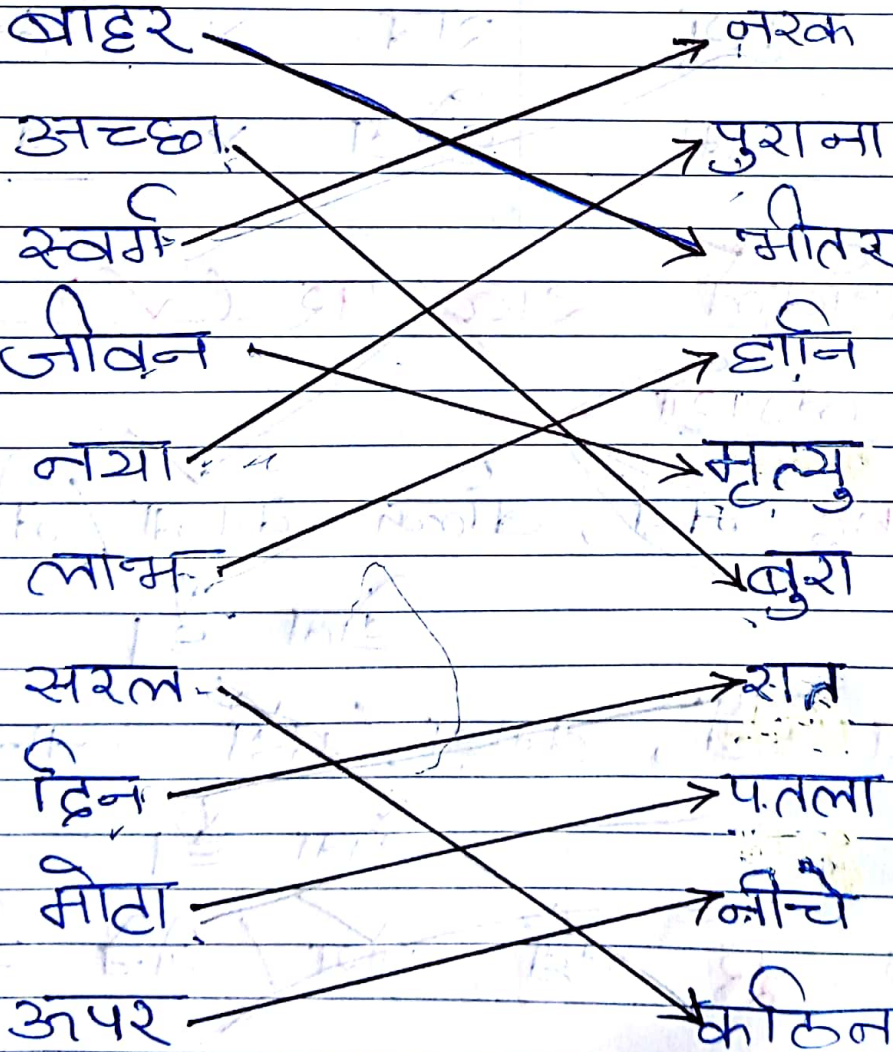 बाहर नरक
अच्छा पुराना
स्वर्ग भीतर
जीवन हानि
नया मृत्यु
लाभ बुरा
सरल रात
दिन पतला
मोटा नीचे
ऊपर कठिन